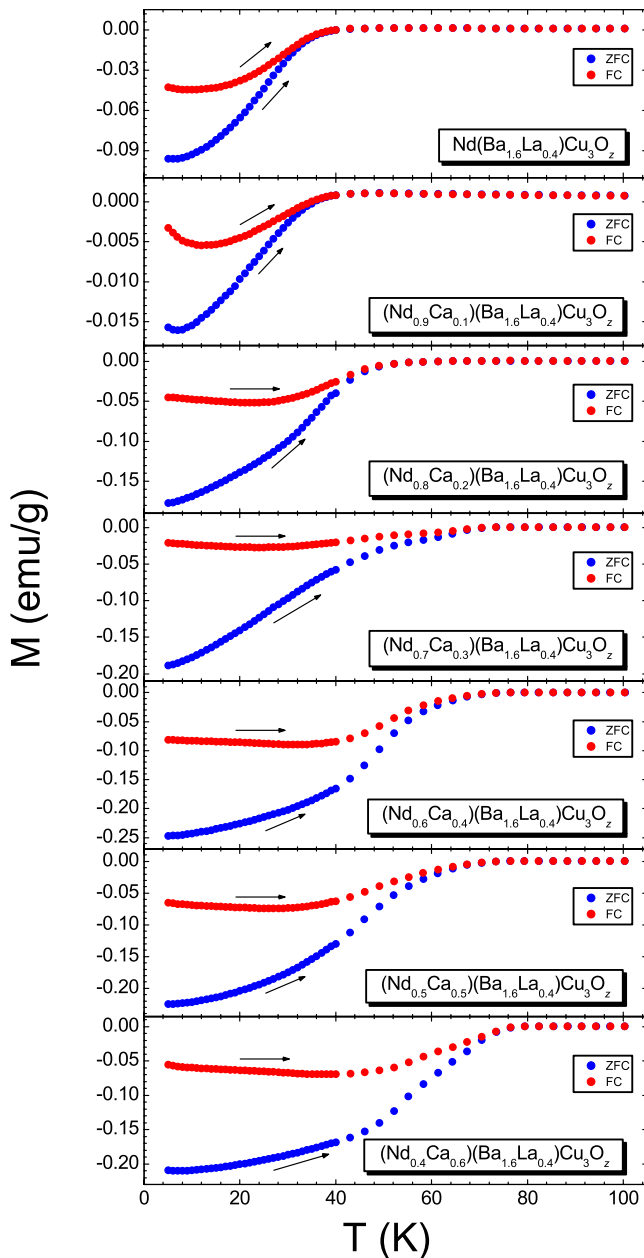 0.00
-0.03
-0.06
-0.09
ZFC
FC
Nd(Ba1.6La0.4)Cu3Oz
0.000
-0.005
-0.010
-0.015
ZFC
FC
(Nd0.9Ca0.1)(Ba1.6La0.4)Cu3Oz
0.00
-0.05
-0.10
-0.15
ZFC
FC
(Nd0.8Ca0.2)(Ba1.6La0.4)Cu3Oz
M (emu/g)
0.00
-0.05
-0.10
-0.15
-0.20
ZFC
FC
(Nd0.7Ca0.3)(Ba1.6La0.4)Cu3Oz
0.00
-0.05
-0.10
-0.15
-0.20
-0.25
ZFC
FC
(Nd0.6Ca0.4)(Ba1.6La0.4)Cu3Oz
0.00
-0.05
-0.10
-0.15
-0.20
ZFC
FC
(Nd0.5Ca0.5)(Ba1.6La0.4)Cu3Oz
0.00
-0.05
-0.10
-0.15
-0.20
ZFC
FC
(Nd0.4Ca0.6)(Ba1.6La0.4)Cu3Oz
0 20 40 60 80 100
T (K)